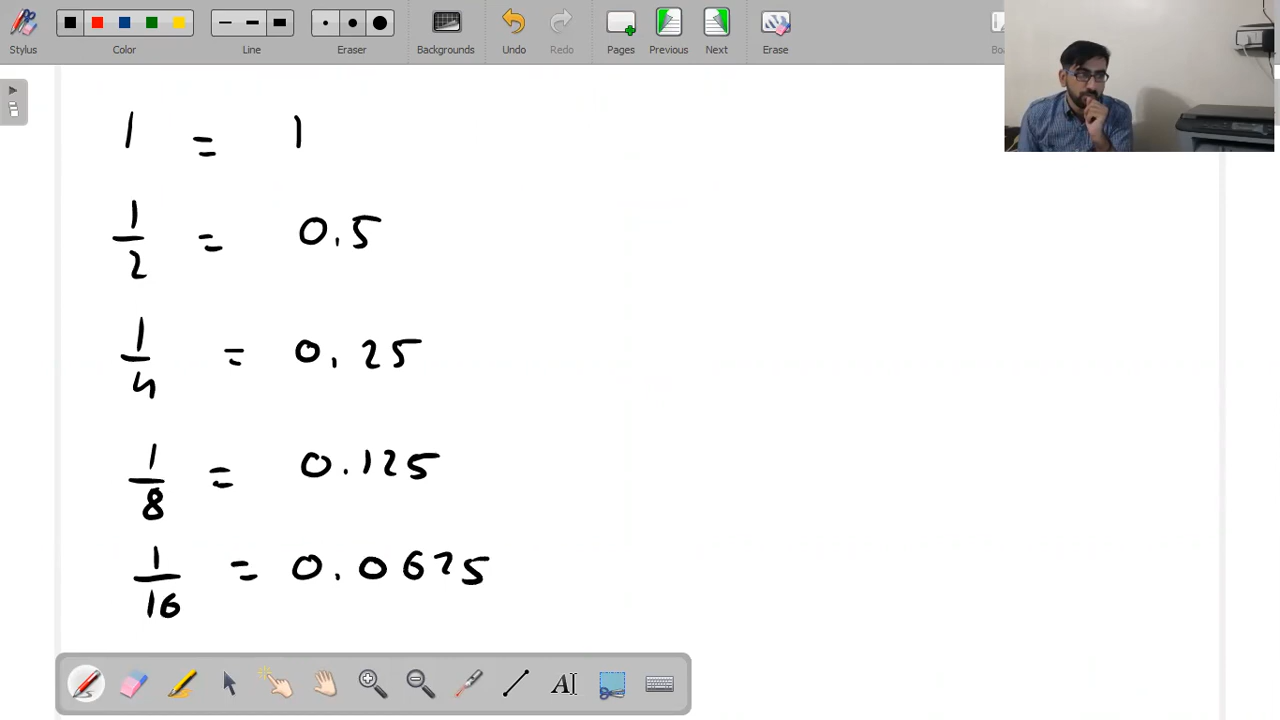 Stylus Color Line Eraser Backgrounds Undo Redo Pages Previous Next Erase
1 = 1
1/2 = 0.5
1/4 = 0.25
1/8 = 0.125
1/16 = 0.0625
AI